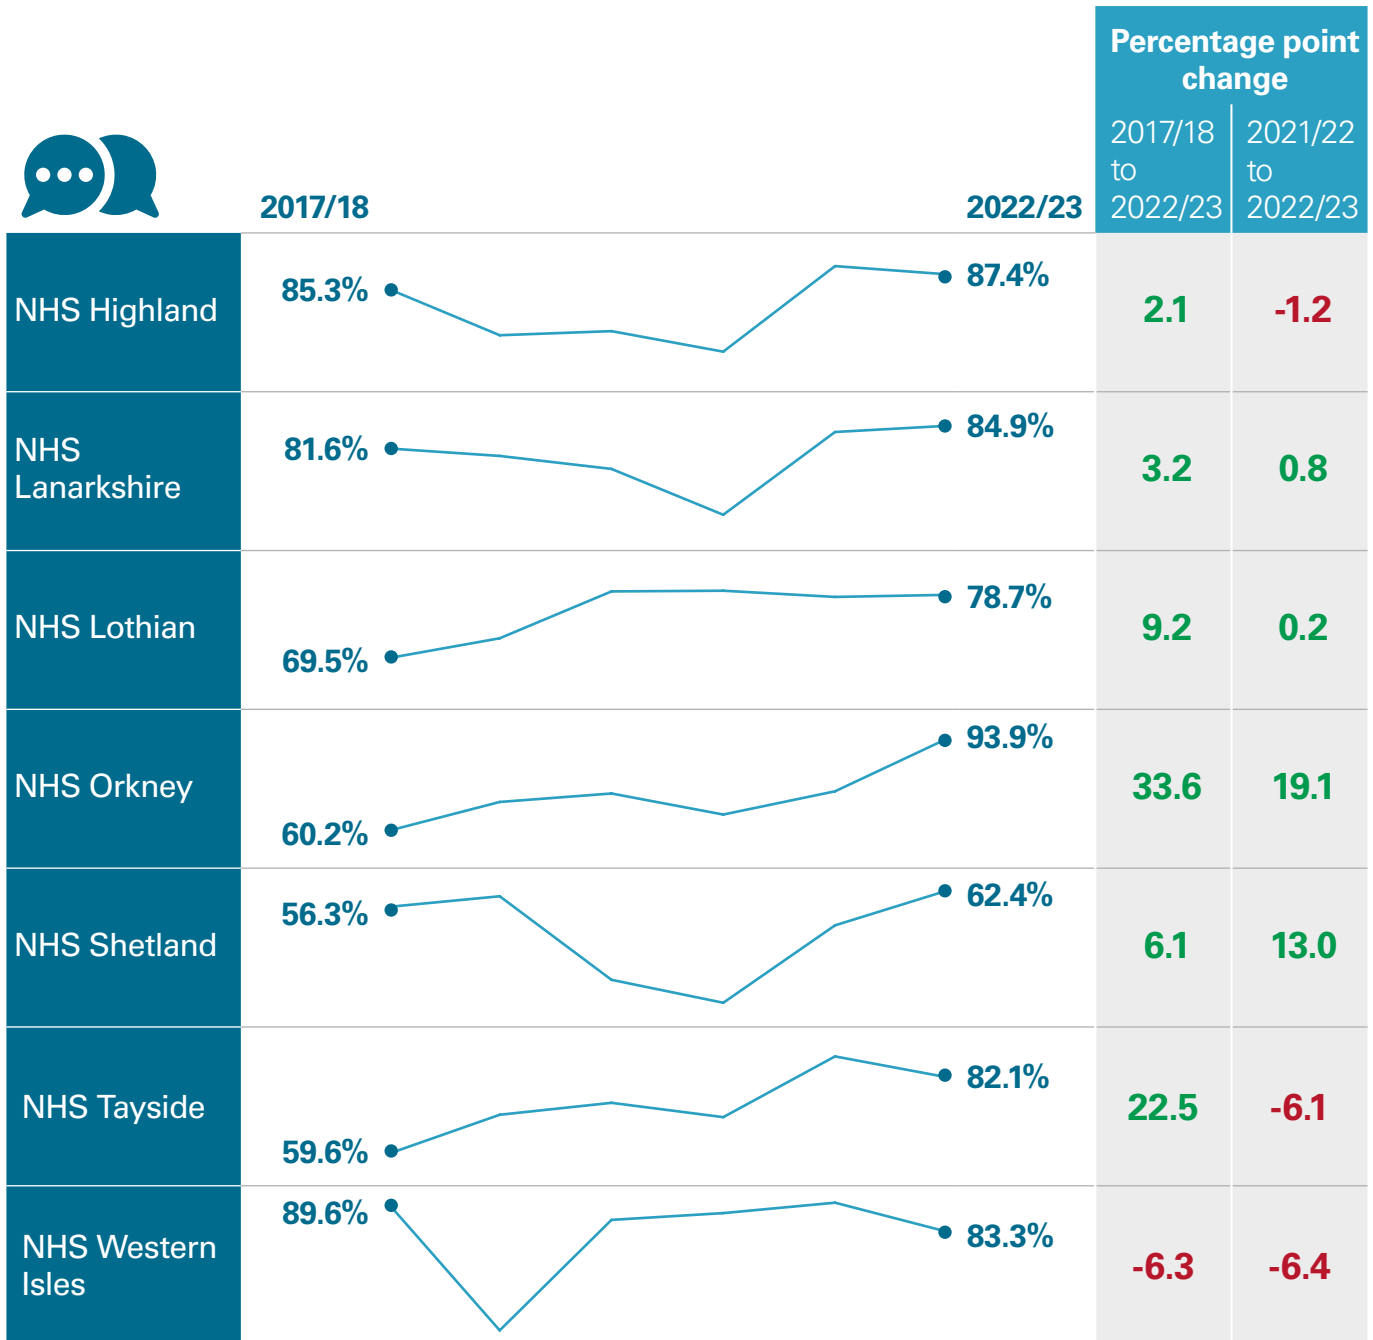 Percentage point
change
2017/18
to
2022/23
2021/22
to
2022/23
2017/18
2022/23
NHS Highland
85.3%
87.4%
2.1
-1.2
NHS
Lanarkshire
81.6%
84.9%
3.2
0.8
NHS Lothian
69.5%
78.7%
9.2
0.2
NHS Orkney
60.2%
93.9%
33.6
19.1
NHS Shetland
56.3%
62.4%
6.1
13.0
NHS Tayside
59.6%
82.1%
22.5
-6.1
NHS Western
Isles
89.6%
83.3%
-6.3
-6.4